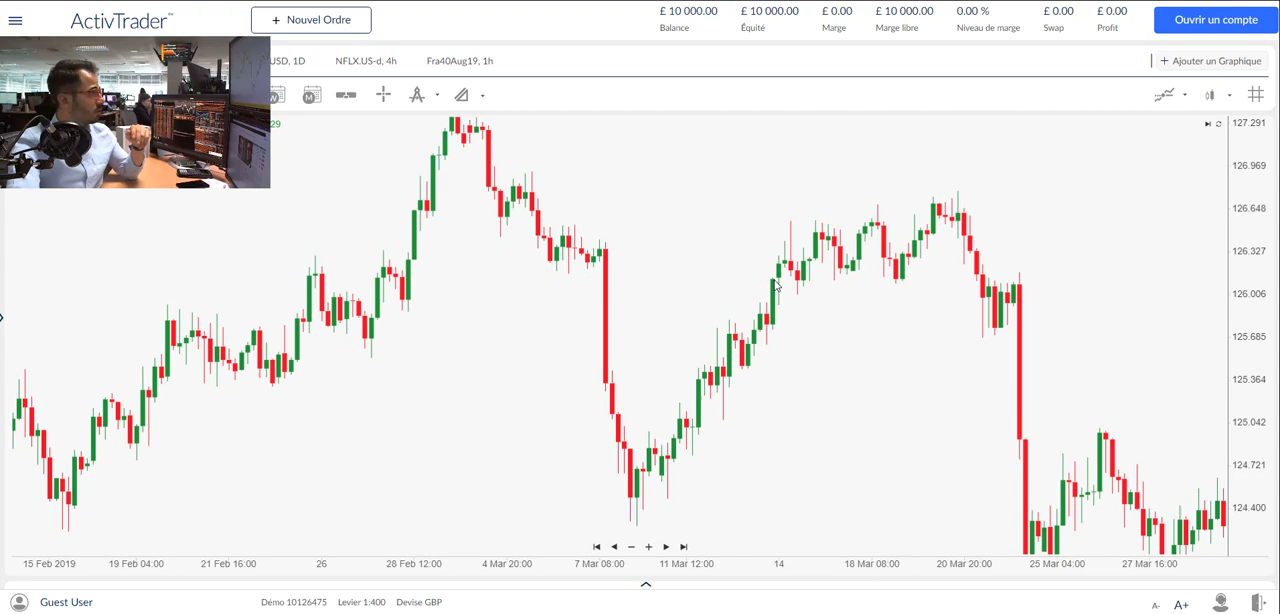 ActivTrader™
+ Nouvel Ordre
£ 10 000.00 £ 10 000.00 £ 0.00 £ 10 000.00 0.00 % £ 0.00 £ 0.00
Balance Équité Marge Marge libre Niveau de marge Swap Profit
Ouvrir un compte
USD, 1D NFLX.US-d, 4h Fra40Aug19, 1h
+ Ajouter un Graphique
W M
29
127.291
126.969
126.648
126.327
126.006
125.685
125.364
125.042
124.721
124.400
15 Feb 2019 19 Feb 04:00 21 Feb 16:00 26 28 Feb 12:00 4 Mar 20:00 7 Mar 08:00 11 Mar 12:00 14 18 Mar 08:00 20 Mar 20:00 25 Mar 04:00 27 Mar 16:00
Guest User Démo 10126475 Levier 1:400 Devise GBP A- A+